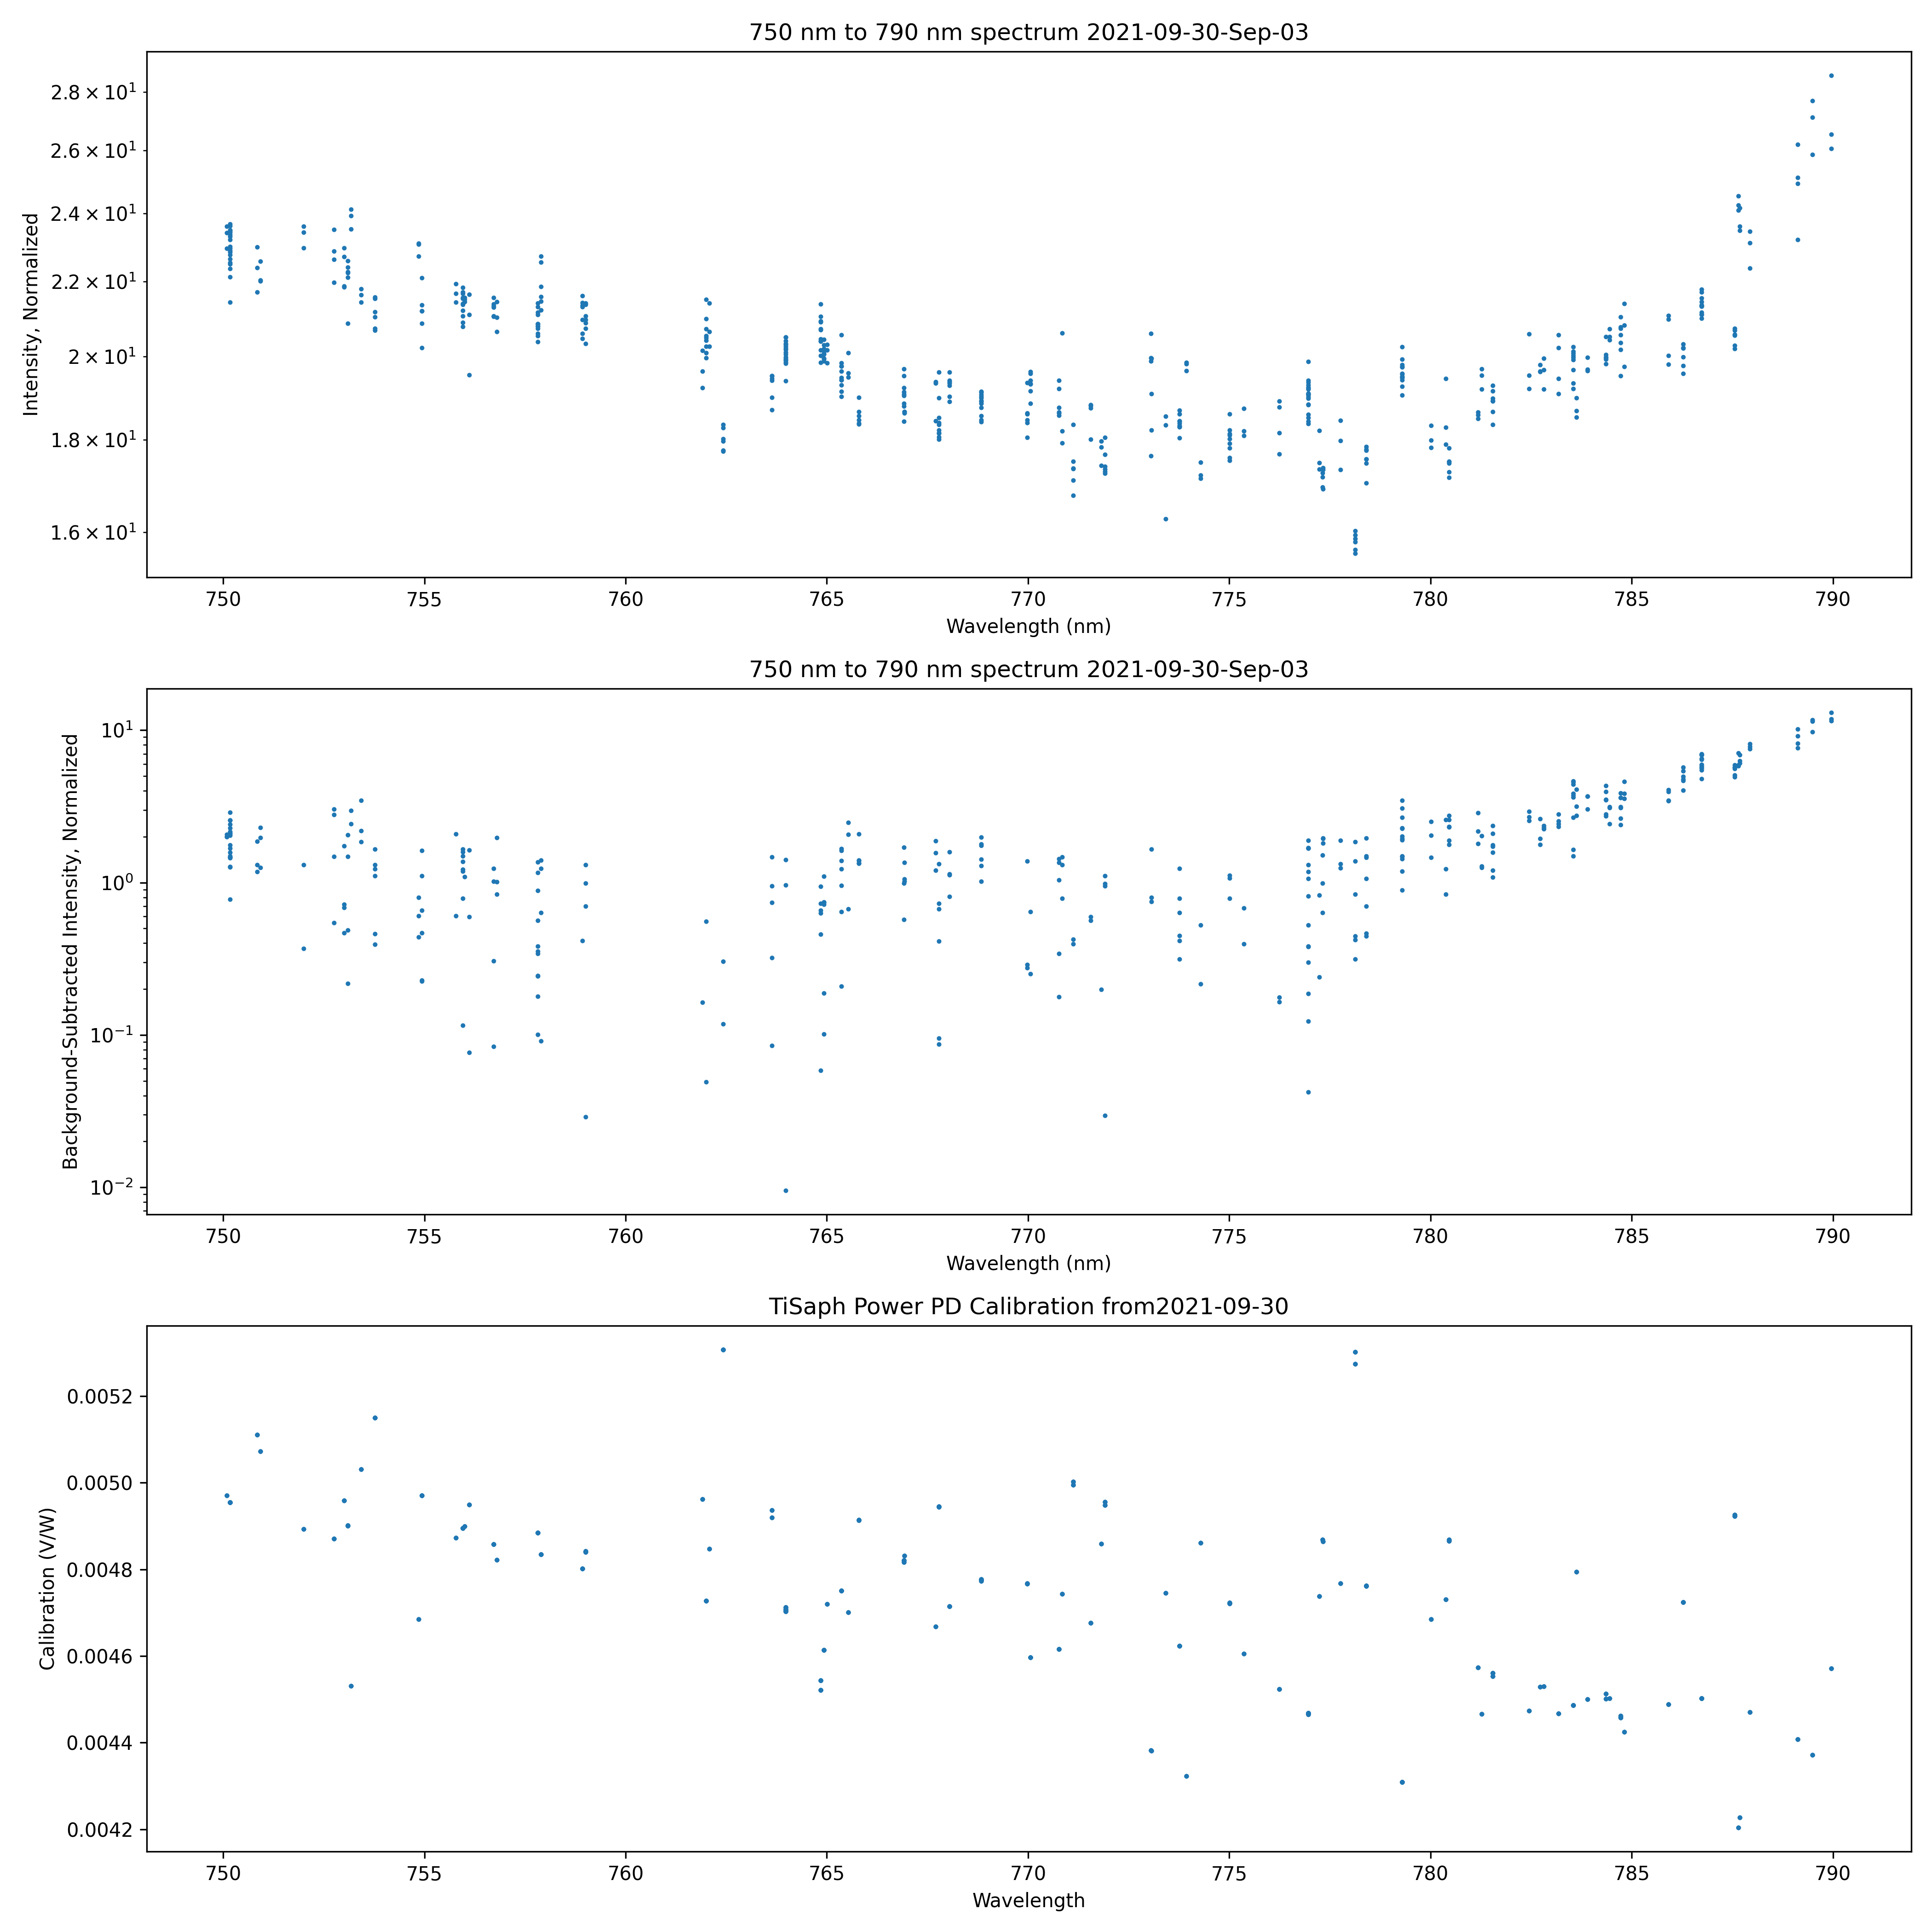 750 nm to 790 nm spectrum 2021-09-30-Sep-03
Intensity, Normalized
2.8 × 10¹
2.6 × 10¹
2.4 × 10¹
2.2 × 10¹
2 × 10¹
1.8 × 10¹
1.6 × 10¹
750 755 760 765 770 775 780 785 790
Wavelength (nm)
750 nm to 790 nm spectrum 2021-09-30-Sep-03
Background-Subtracted Intensity, Normalized
10¹
10⁰
10⁻¹
10⁻²
750 755 760 765 770 775 780 785 790
Wavelength (nm)
TiSaph Power PD Calibration from2021-09-30
Calibration (V/W)
0.0052
0.0050
0.0048
0.0046
0.0044
0.0042
750 755 760 765 770 775 780 785 790
Wavelength